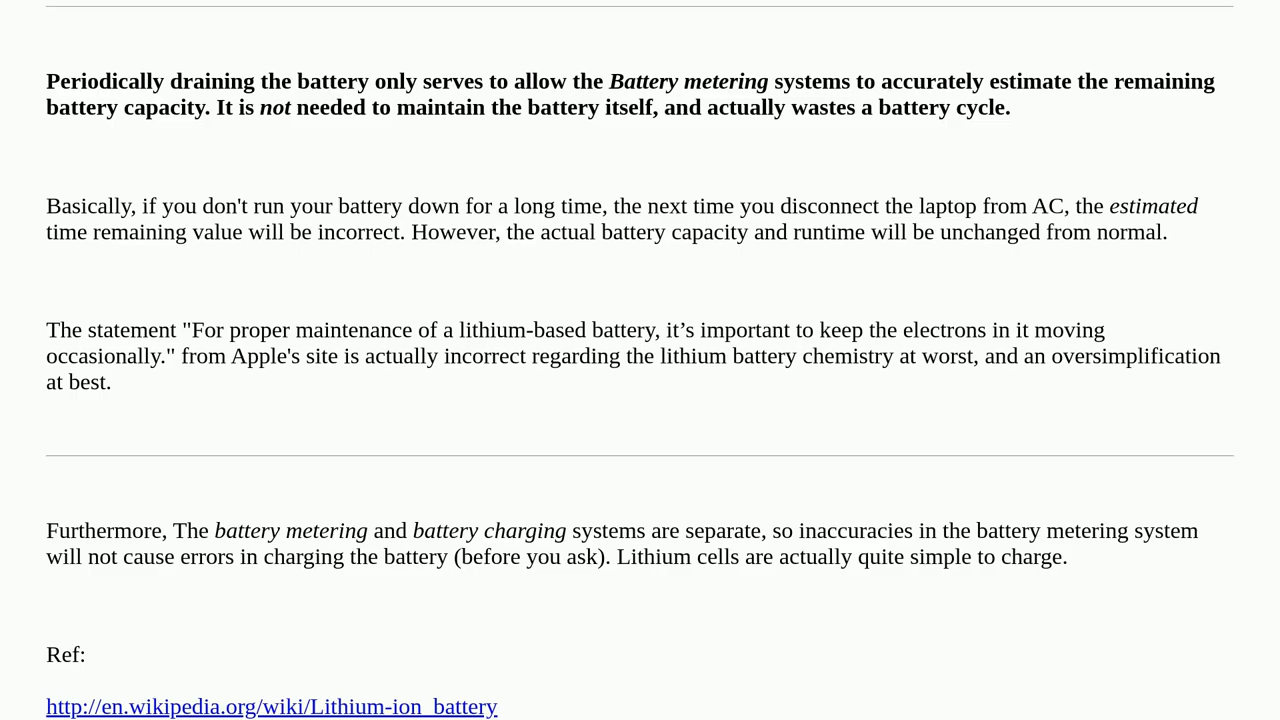 Periodically draining the battery only serves to allow the Battery metering systems to accurately estimate the remaining
battery capacity. It is not needed to maintain the battery itself, and actually wastes a battery cycle.
Basically, if you don't run your battery down for a long time, the next time you disconnect the laptop from AC, the estimated
time remaining value will be incorrect. However, the actual battery capacity and runtime will be unchanged from normal.
The statement "For proper maintenance of a lithium-based battery, it’s important to keep the electrons in it moving
occasionally." from Apple's site is actually incorrect regarding the lithium battery chemistry at worst, and an oversimplification
at best.
Furthermore, The battery metering and battery charging systems are separate, so inaccuracies in the battery metering system
will not cause errors in charging the battery (before you ask). Lithium cells are actually quite simple to charge.
Ref:
http://en.wikipedia.org/wiki/Lithium-ion_battery